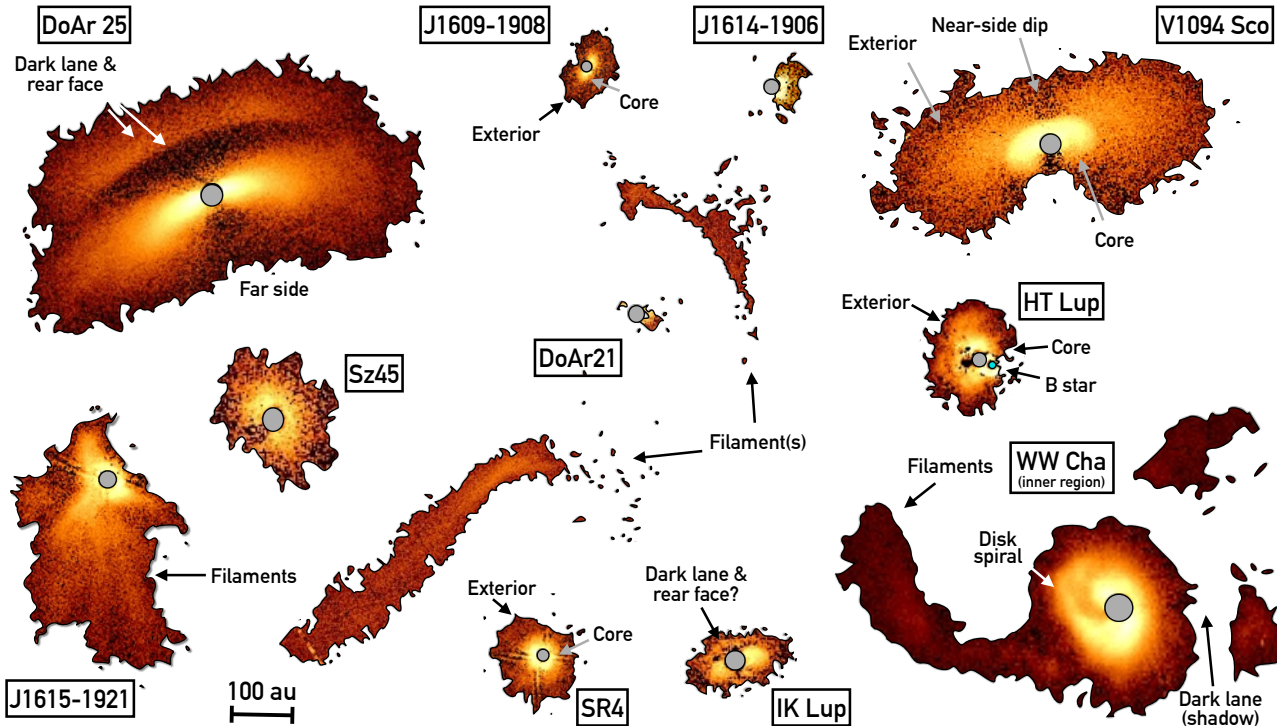 DoAr 25
Dark lane &
rear face
Far side
J1609-1908
Core
Exterior
J1614-1906
V1094 Sco
Near-side dip
Exterior
Core
HT Lup
Exterior
Core
B star
Sz45
DoAr21
Filament(s)
J1615-1921
Filaments
100 au
SR4
Exterior
Core
IK Lup
Dark lane &
rear face?
WW Cha
(inner region)
Filaments
Disk
spiral
Dark lane
(shadow)